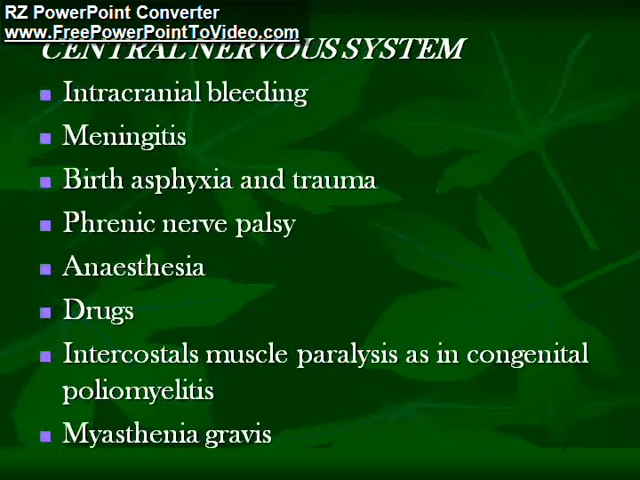 RZ PowerPoint Converter
www.FreePowerPointToVideo.com
CENTRAL NERVOUS SYSTEM
Intracranial bleeding
Meningitis
Birth asphyxia and trauma
Phrenic nerve palsy
Anaesthesia
Drugs
Intercostals muscle paralysis as in congenital
poliomyelitis
Myasthenia gravis